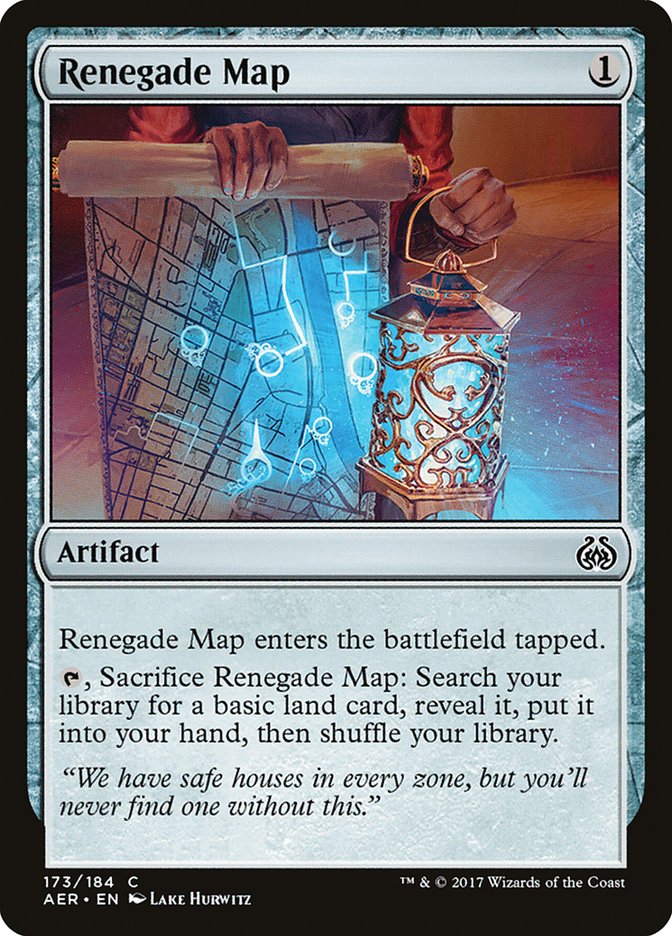 Renegade Map 1
Artifact
Renegade Map enters the battlefield tapped.
, Sacrifice Renegade Map: Search your
library for a basic land card, reveal it, put it
into your hand, then shuffle your library.
“We have safe houses in every zone, but you’ll
never find one without this.”
173/184 C
™ & © 2017 Wizards of the Coast
AER • EN Lake Hurwitz